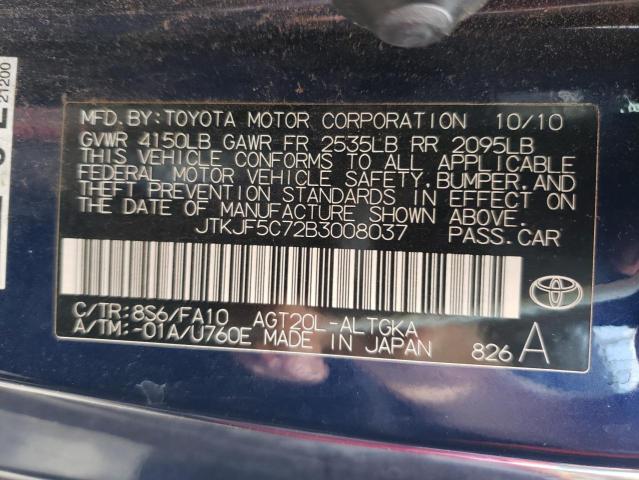 MFD. BY: TOYOTA MOTOR CORPORATION 10/10
GVWR 4150LB GAWR FR 2535LB RR 2095LB
THIS VEHICLE CONFORMS TO ALL APPLICABLE
FEDERAL MOTOR VEHICLE SAFETY, BUMPER, AND
THEFT PREVENTION STANDARDS IN EFFECT ON
THE DATE OF MANUFACTURE SHOWN ABOVE.
JTKJF5C72B3008037 PASS. CAR
C/TR: 8S6/FA10 AGT20L-ALTGKA
A/TM: -01A/U760E MADE IN JAPAN 826 A
21200